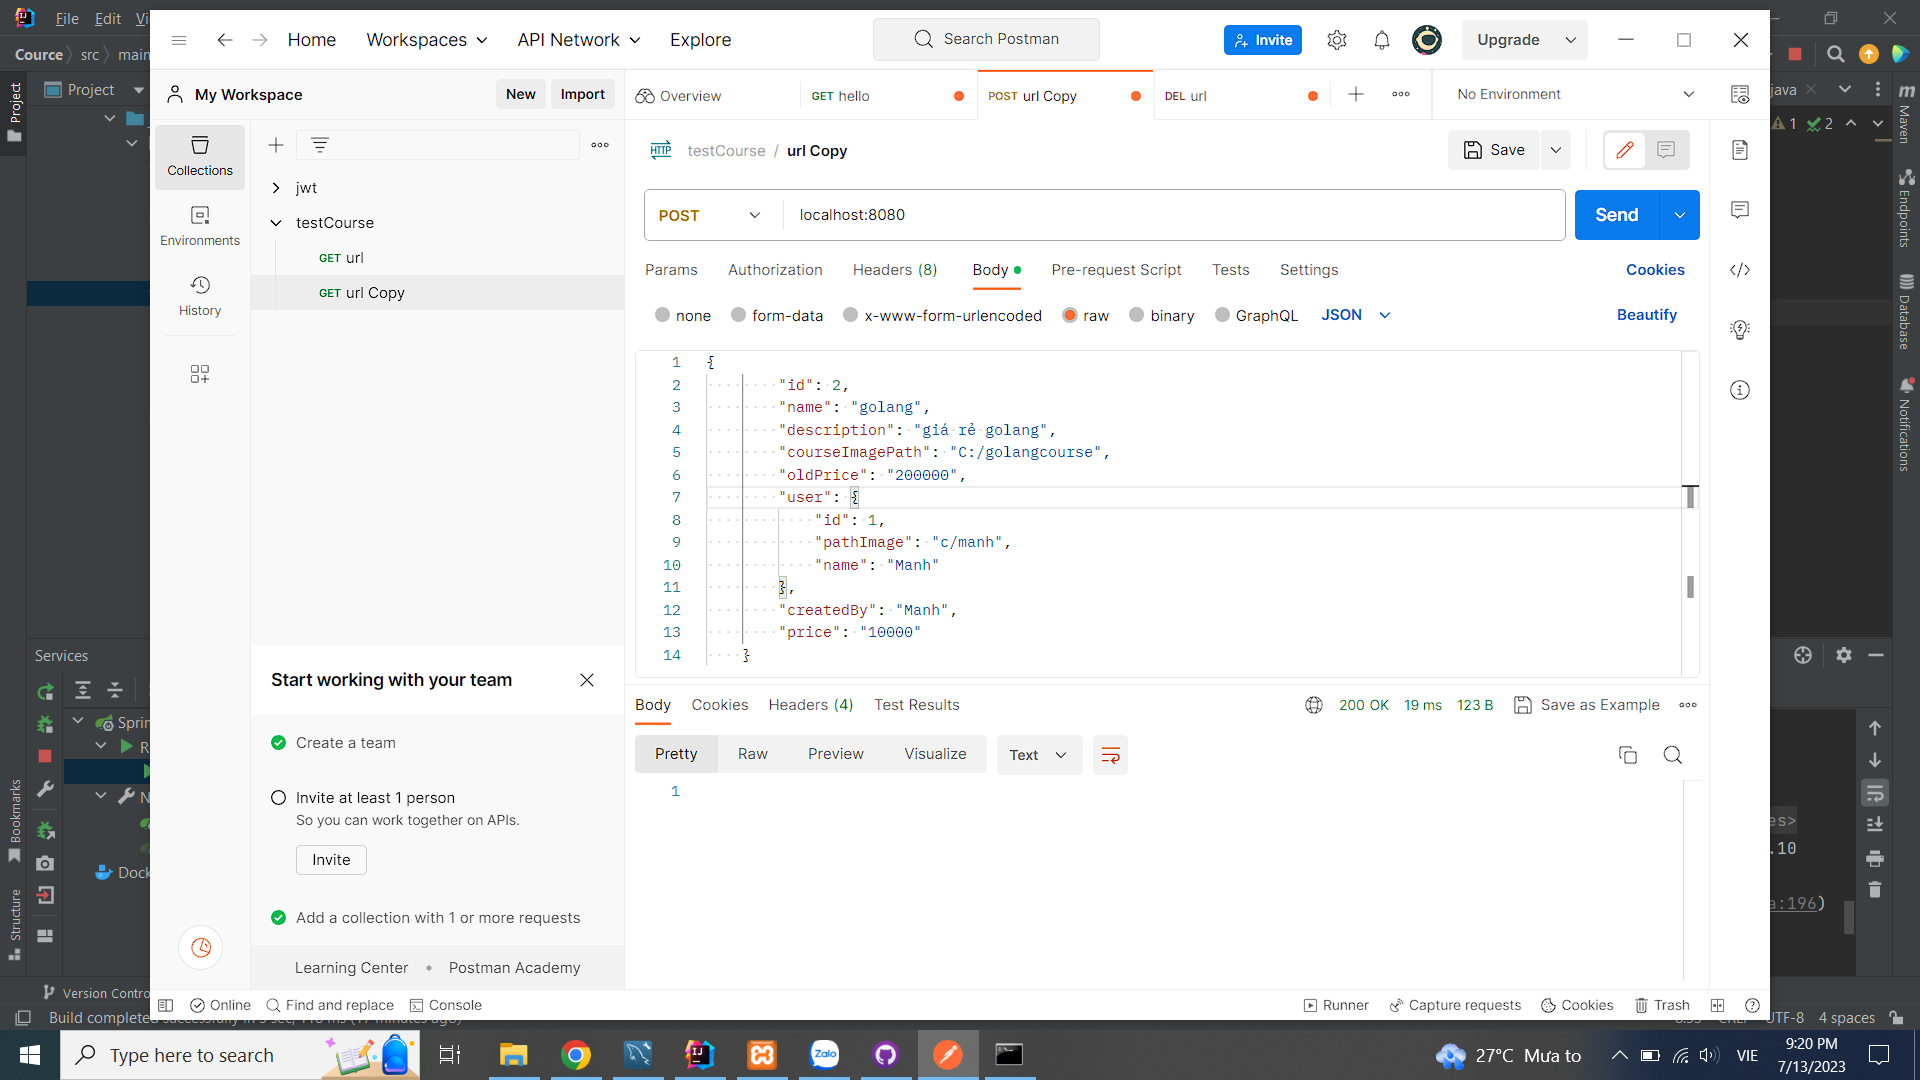 File Edit Vi
Cource src main
Project
Project
Bookmarks
Structure
Home Workspaces API Network Explore
Search Postman
Invite
Upgrade
My Workspace
New Import
Overview
GET hello
POST url Copy
DEL url
No Environment
java
1 2
Maven
Endpoints
Database
Notifications
Collections
Environments
History
jwt
testCourse
GET url
GET url Copy
HTTP testCourse / url Copy
Save
POST localhost:8080
Send
Params Authorization Headers (8) Body Pre-request Script Tests Settings
Cookies
none form-data x-www-form-urlencoded raw binary GraphQL JSON
Beautify
1 {
2 "id": 2,
3 "name": "golang",
4 "description": "giá rẻ golang",
5 "courseImagePath": "C:/golangcourse",
6 "oldPrice": "200000",
7 "user": {
8 "id": 1,
9 "pathImage": "c/manh",
10 "name": "Manh"
11 },
12 "createdBy": "Manh",
13 "price": "10000"
14 }
Services
Sprin
R
N
Dock
Start working with your team
Create a team
Invite at least 1 person
So you can work together on APIs.
Invite
Add a collection with 1 or more requests
Learning Center • Postman Academy
Body Cookies Headers (4) Test Results
200 OK 19 ms 123 B Save as Example
Pretty Raw Preview Visualize Text
1
es>
.10
a:196)
Version Contro
Online Find and replace Console
Runner Capture requests Cookies Trash
UTF-8 4 spaces
Type here to search
Zalo
27°C Mưa to
VIE
9:20 PM
7/13/2023